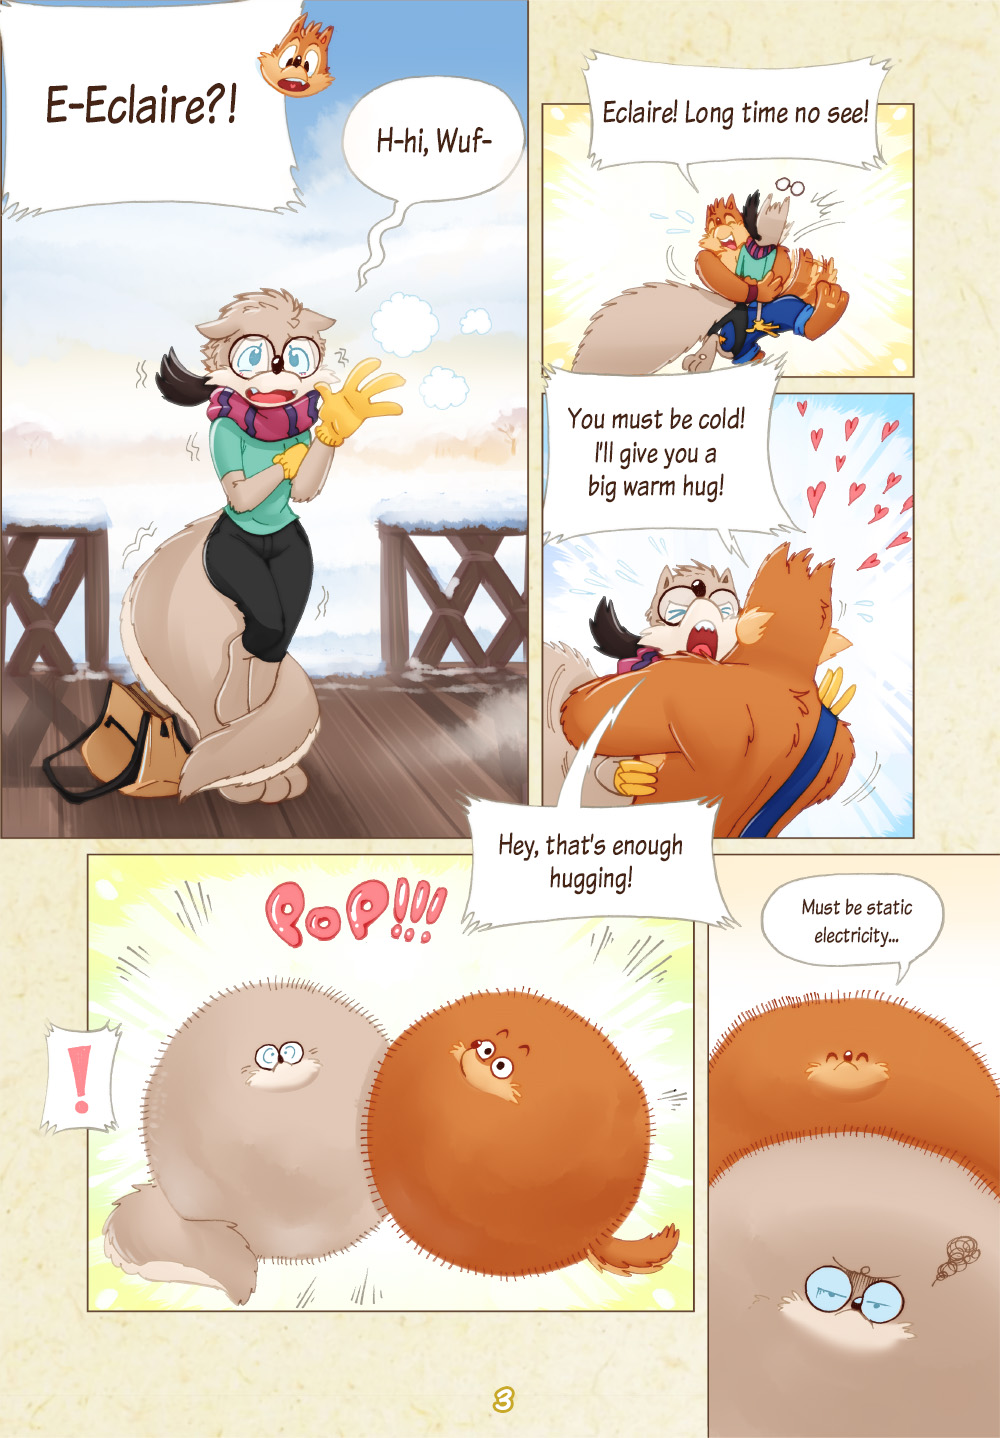 E-Eclaire?!
H-hi, Wuf-
Eclaire! Long time no see!
You must be cold!
I'll give you a
big warm hug!
Hey, that's enough
hugging!
POP!!!
!
Must be static
electricity...
3